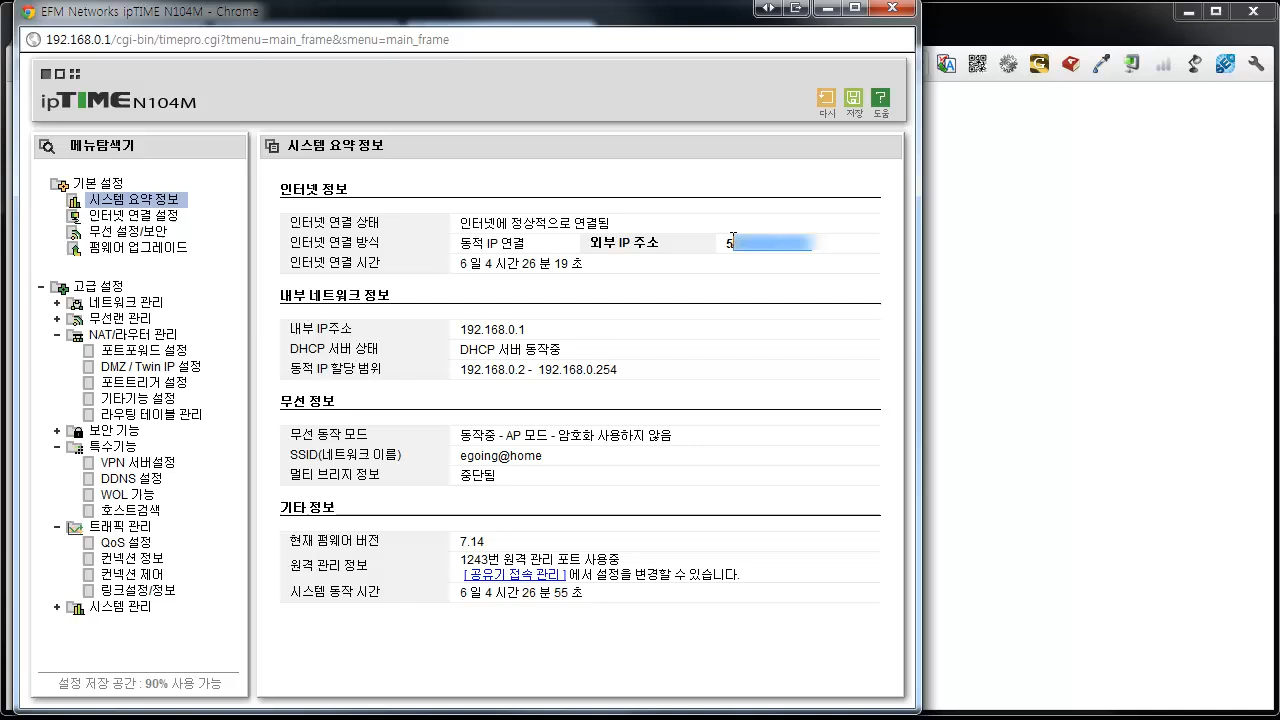 EFM Networks ipTIME N104M - Chrome
192.168.0.1/cgi-bin/timepro.cgi?tmenu=main_frame&smenu=main_frame
ipTIME N104M
다시 저장 도움
메뉴탐색기
기본 설정
시스템 요약 정보
인터넷 연결 설정
무선 설정/보안
펌웨어 업그레이드
고급 설정
네트워크 관리
무선랜 관리
NAT/라우터 관리
포트포워드 설정
DMZ / Twin IP 설정
포트트리거 설정
기타기능 설정
라우팅 테이블 관리
보안 기능
특수기능
VPN 서버설정
DDNS 설정
WOL 기능
호스트검색
트래픽 관리
QoS 설정
컨넥션 정보
컨넥션 제어
링크설정/정보
시스템 관리
설정 저장 공간 : 90% 사용 가능
시스템 요약 정보
인터넷 정보
인터넷 연결 상태 인터넷에 정상적으로 연결됨
인터넷 연결 방식 동적 IP 연결 외부 IP 주소 5
인터넷 연결 시간 6 일 4 시간 26 분 19 초
내부 네트워크 정보
내부 IP주소 192.168.0.1
DHCP 서버 상태 DHCP 서버 동작중
동적 IP 할당 범위 192.168.0.2 - 192.168.0.254
무선 정보
무선 동작 모드 동작중 - AP 모드 - 암호화 사용하지 않음
SSID(네트워크 이름) egoing@home
멀티 브리지 정보 중단됨
기타 정보
현재 펌웨어 버전 7.14
원격 관리 정보 1243번 원격 관리 포트 사용중
[ 공유기 접속 관리 ] 에서 설정을 변경할 수 있습니다.
시스템 동작 시간 6 일 4 시간 26 분 55 초